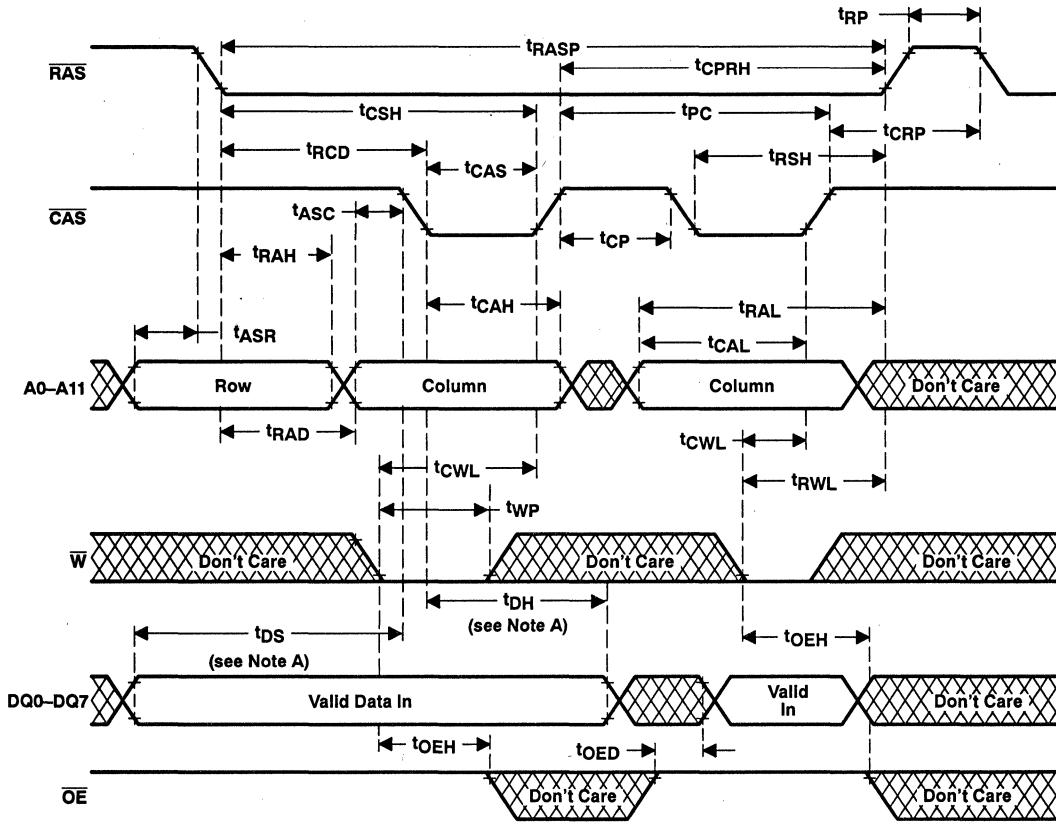 tRP
tRASP
RAS
tCPRH
tCSH
tPC
tCRP
tRCD
tRSH
tCAS
CAS
tASC
tCP
tRAH
tCAH
tRAL
tASR
tCAL
A0–A11
Row
Column
Column
Don't Care
tRAD
tCWL
tCWL
tRWL
tWP
W
Don't Care
Don't Care
Don't Care
tDH
(see Note A)
tDS
(see Note A)
tOEH
DQ0–DQ7
Valid Data In
Valid
In
Don't Care
tOEH
tOED
OE
Don't Care
Don't Care